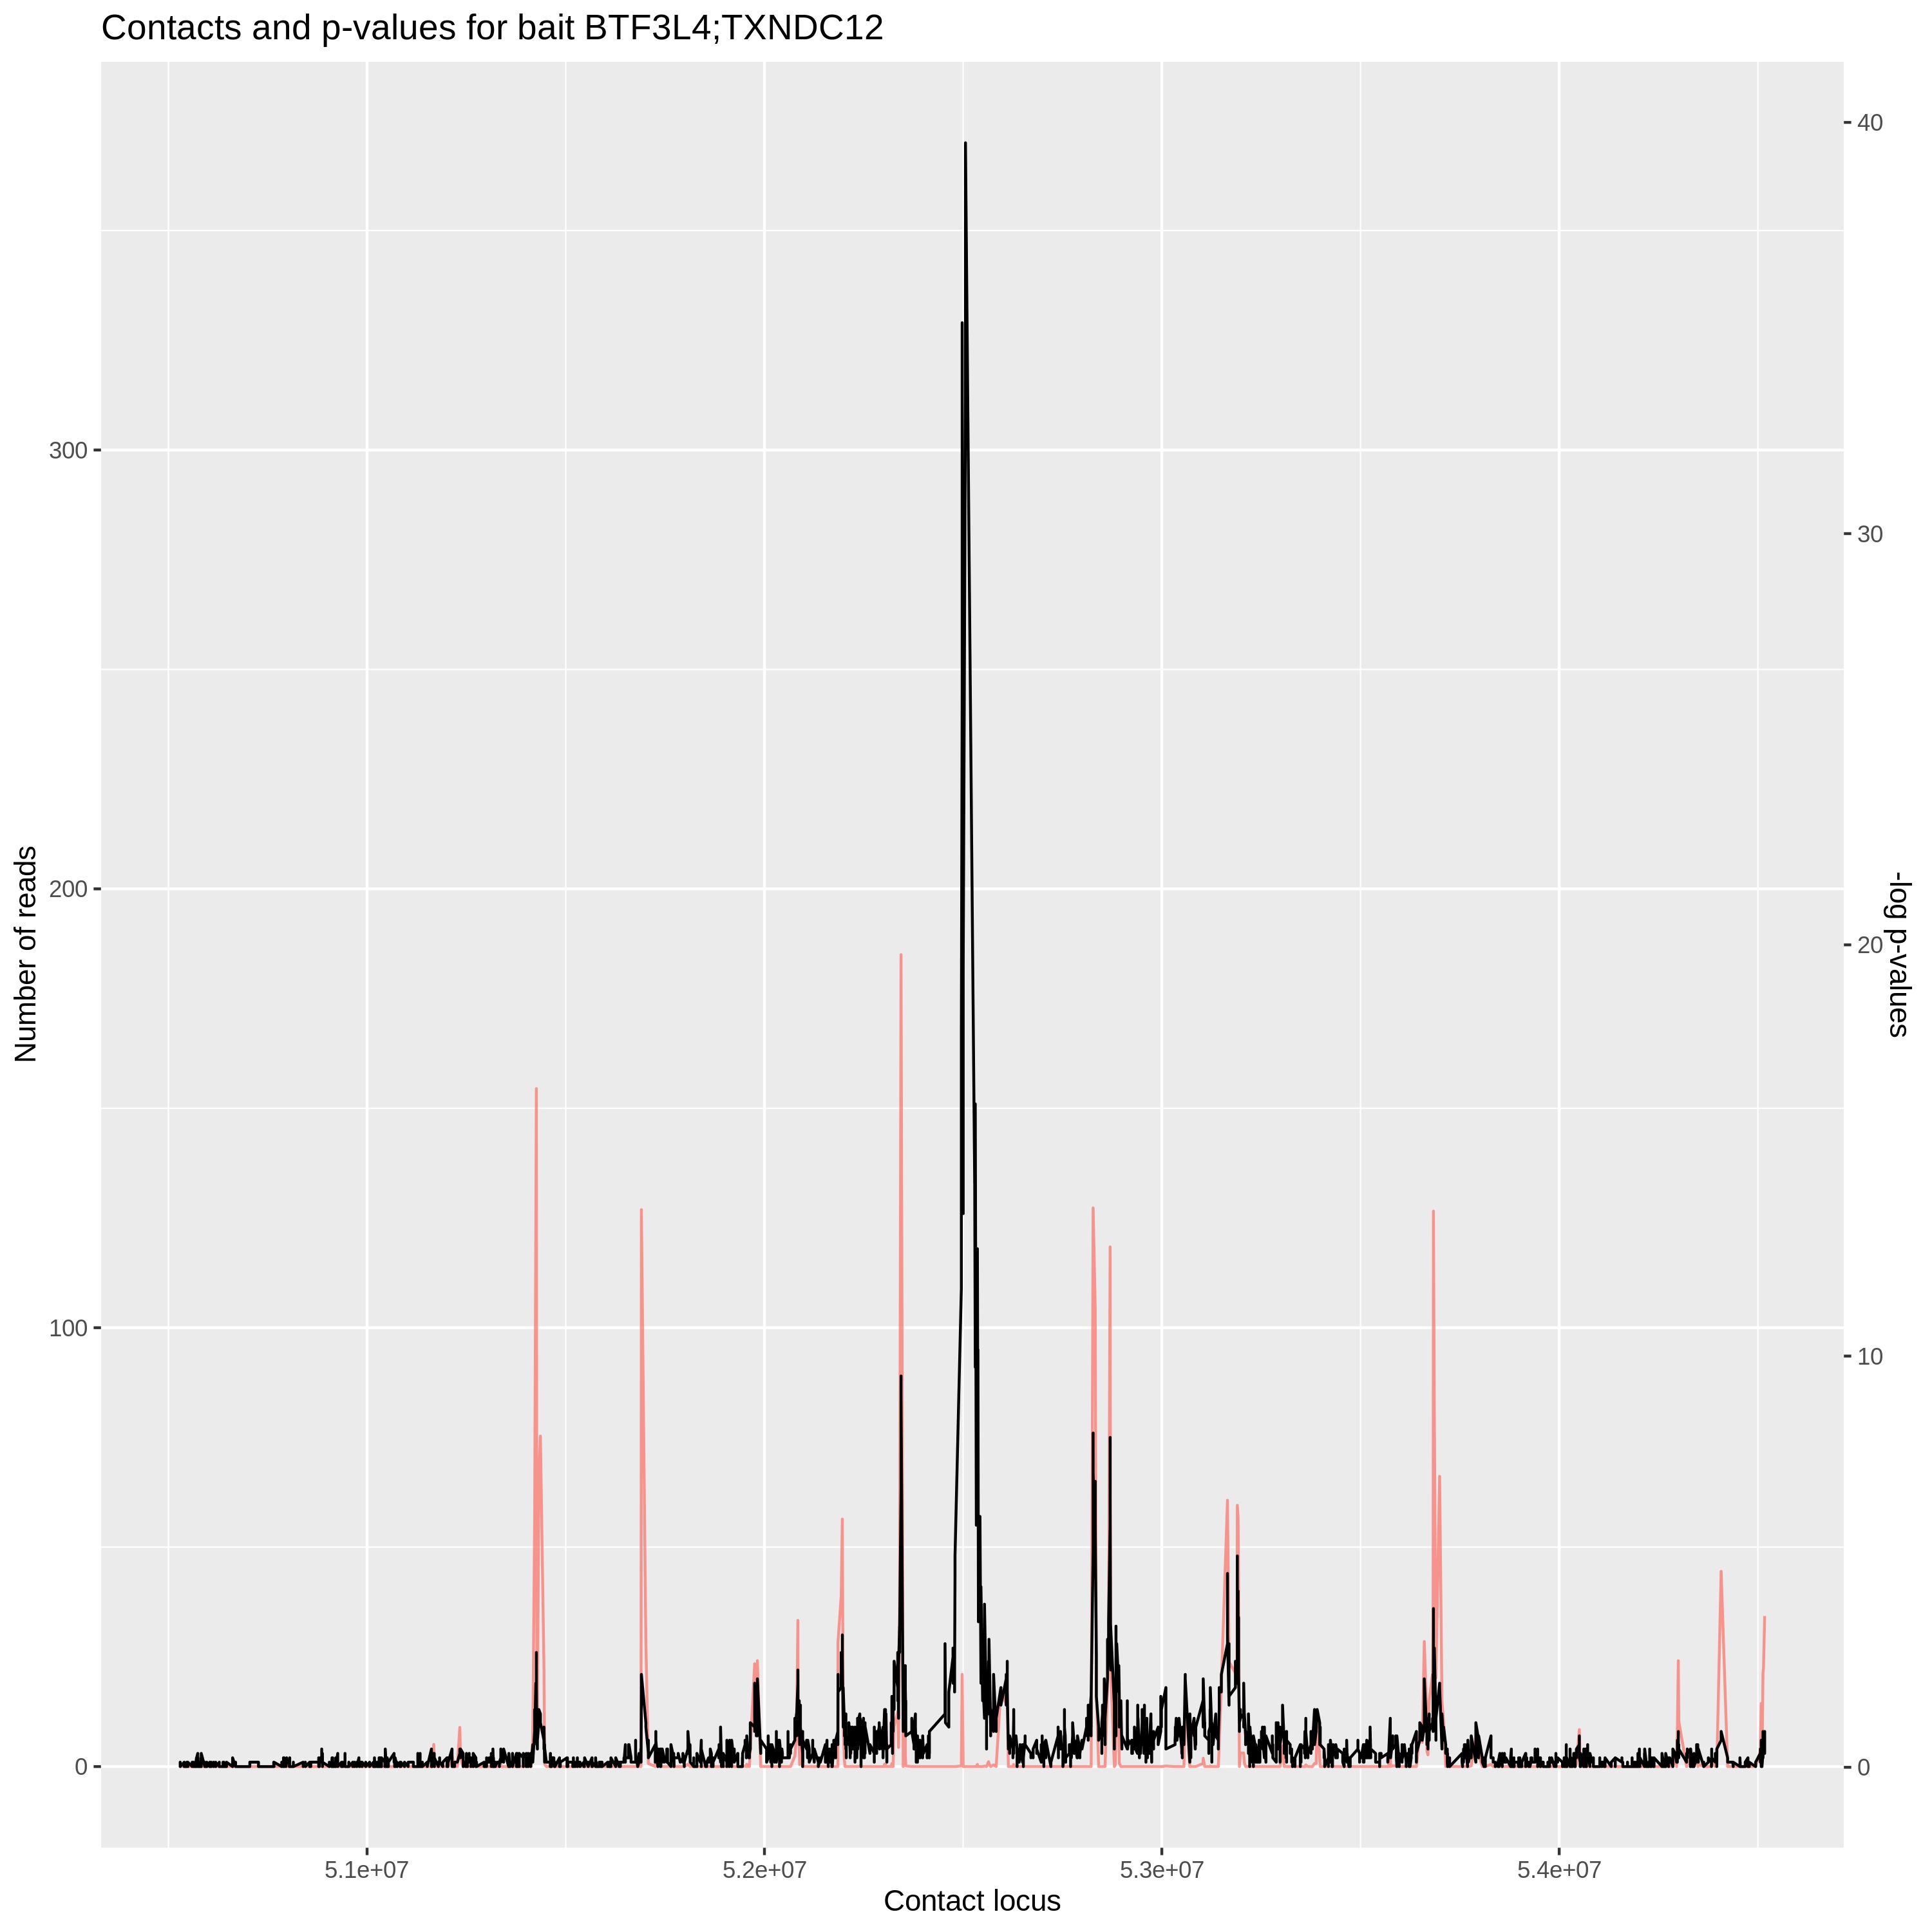 Contacts and p-values for bait BTF3L4;TXNDC12
Number of reads
300
200
100
0
40
30
20
10
0
-log p-values
5.1e+07 5.2e+07 5.3e+07 5.4e+07
Contact locus